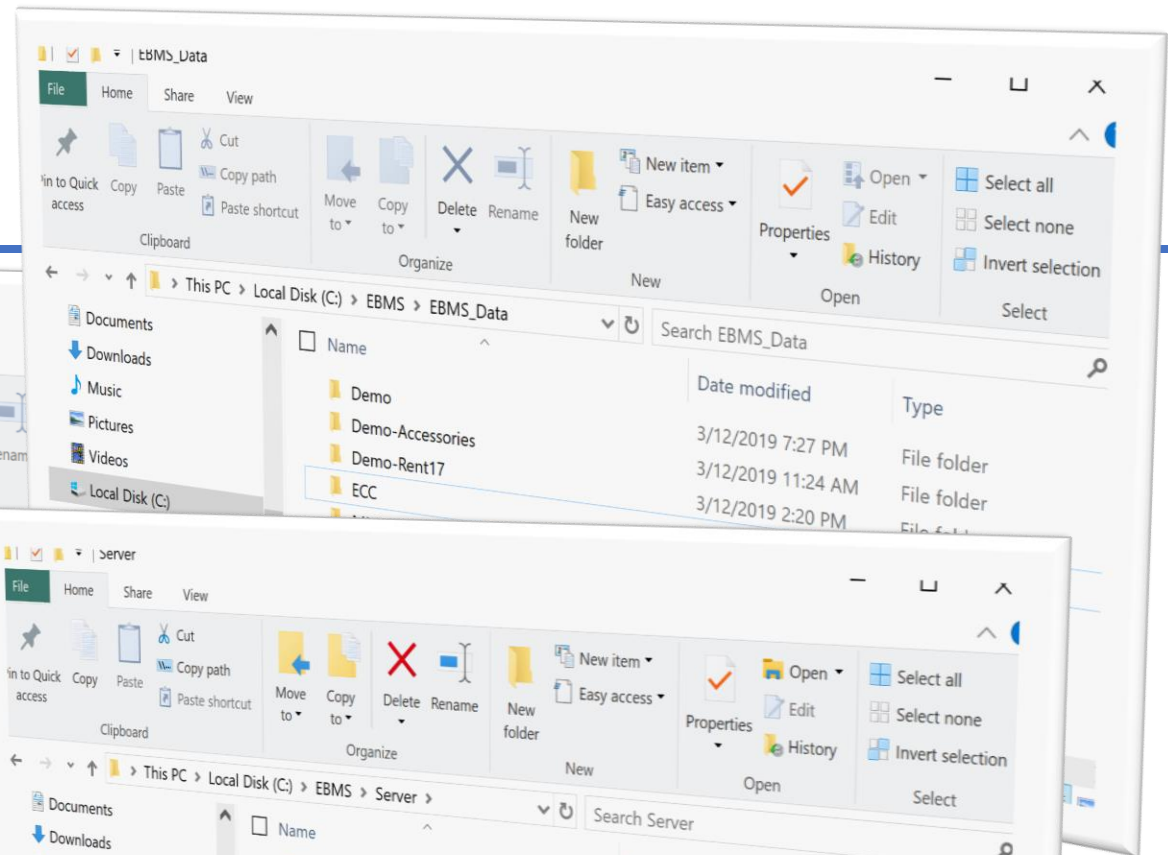 EBMS_Data
File Home Share View
Pin to Quick access
Copy
Paste
Cut
Copy path
Paste shortcut
Clipboard
Move to
Copy to
Delete
Rename
Organize
New folder
New item
Easy access
New
Properties
Open
Edit
History
Open
Select all
Select none
Invert selection
Select
This PC > Local Disk (C:) > EBMS > EBMS_Data
Search EBMS_Data
Documents
Downloads
Music
Pictures
Videos
Local Disk (C:)
Name Date modified Type
Demo 3/12/2019 7:27 PM File folder
Demo-Accessories 3/12/2019 11:24 AM File folder
Demo-Rent17 3/12/2019 2:20 PM
ECC
Server
File Home Share View
Pin to Quick access
Copy
Paste
Cut
Copy path
Paste shortcut
Clipboard
Move to
Copy to
Delete
Rename
Organize
New folder
New item
Easy access
New
Properties
Open
Edit
History
Open
Select all
Select none
Invert selection
Select
This PC > Local Disk (C:) > EBMS > Server >
Search Server
Documents
Downloads
Name